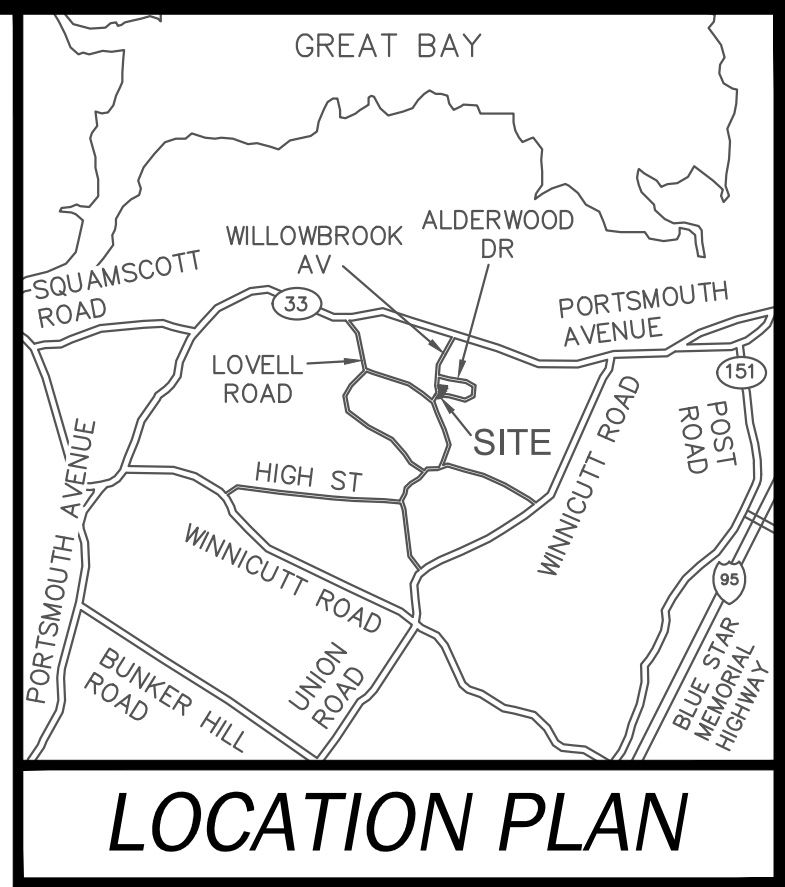 GREAT BAY
WILLOWBROOK
AV
ALDERWOOD
DR
SQUAMSCOTT
ROAD
33
PORTSMOUTH
AVENUE
LOVELL
ROAD
151
SITE
POST
ROAD
WINNICUTT ROAD
HIGH ST
PORTSMOUTH AVENUE
WINNICUTT ROAD
95
BUNKER HILL
ROAD
UNION
ROAD
BLUE STAR
MEMORIAL
HIGHWAY
LOCATION PLAN